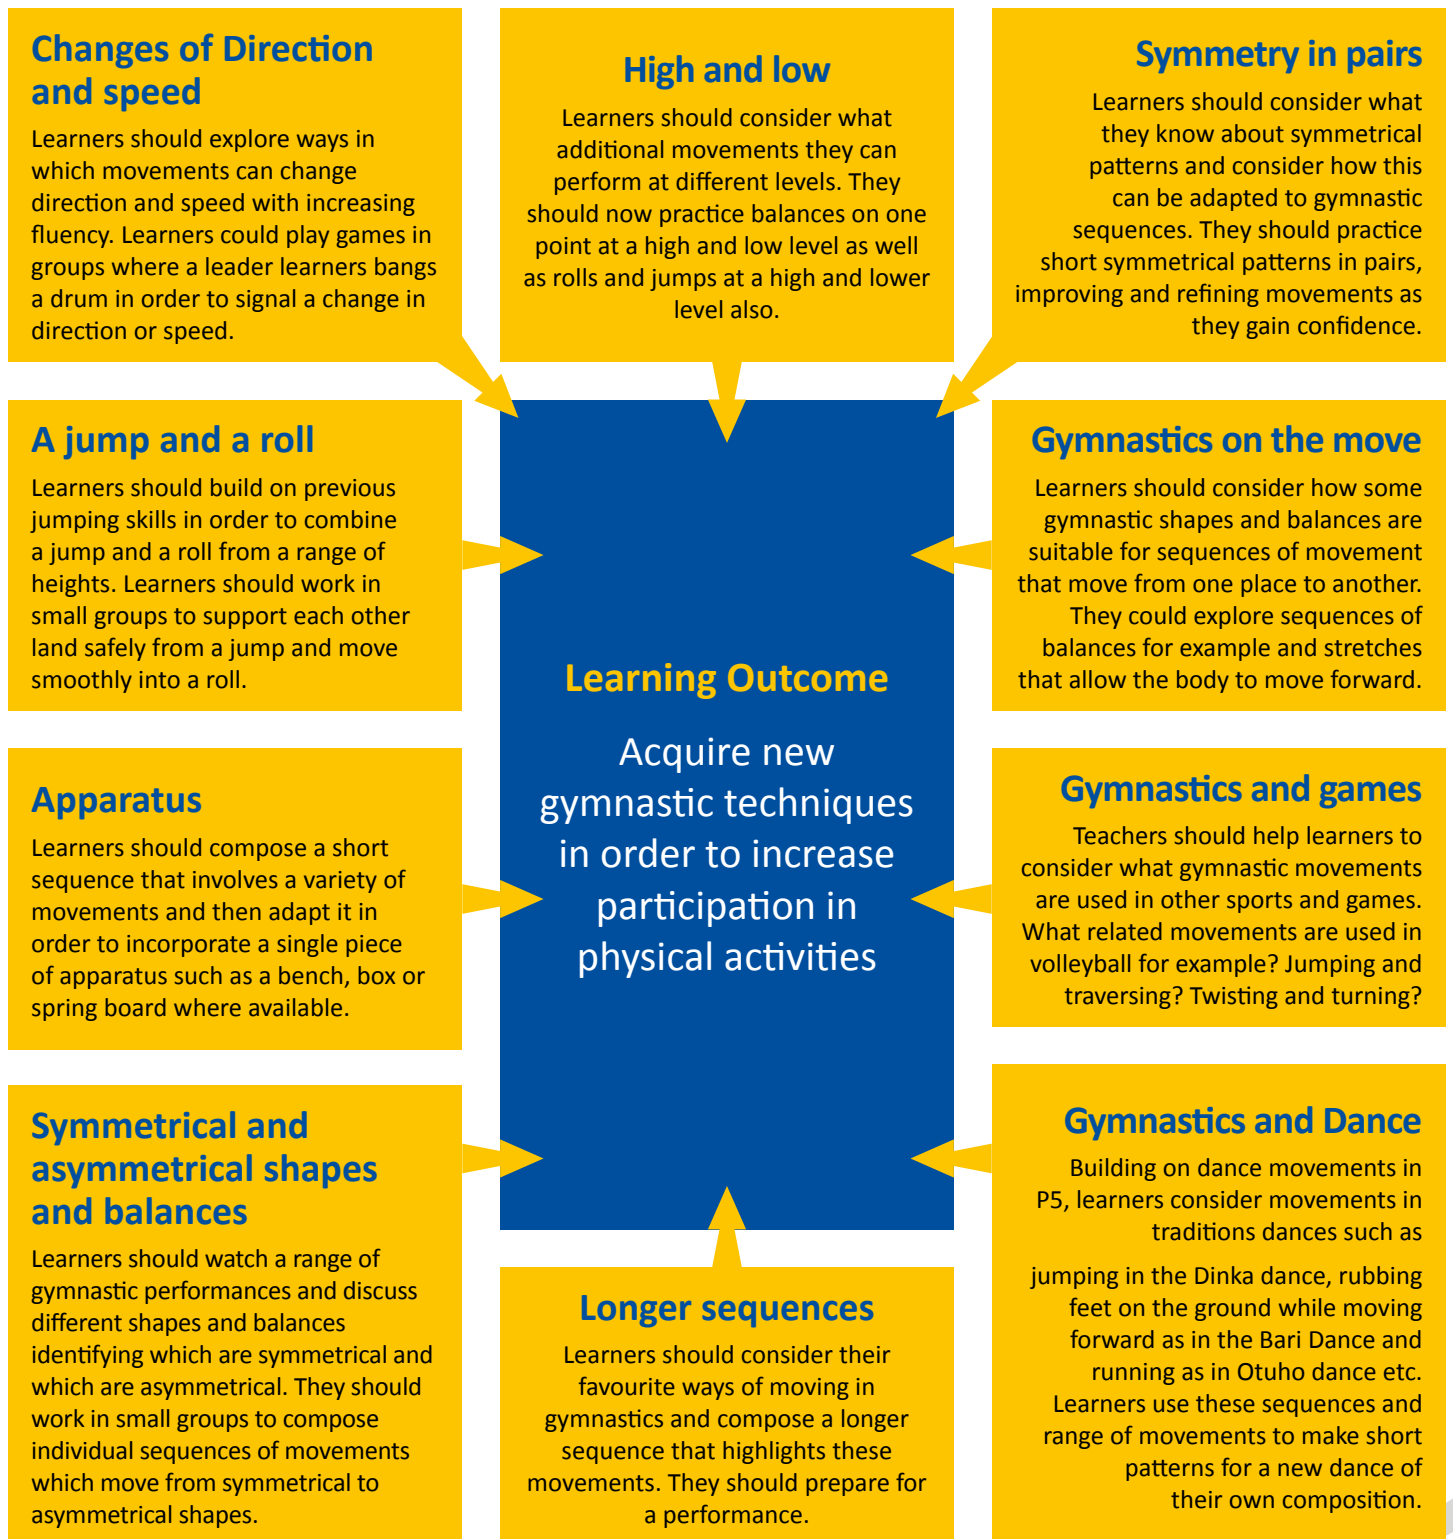 Changes of Direction
and speed
Learners should explore ways in
which movements can change
direction and speed with increasing
fluency. Learners could play games in
groups where a leader learners bangs
a drum in order to signal a change in
direction or speed.
High and low
Learners should consider what
additional movements they can
perform at different levels. They
should now practice balances on one
point at a high and low level as well
as rolls and jumps at a high and lower
level also.
Symmetry in pairs
Learners should consider what
they know about symmetrical
patterns and consider how this
can be adapted to gymnastic
sequences. They should practice
short symmetrical patterns in pairs,
improving and refining movements as
they gain confidence.
A jump and a roll
Learners should build on previous
jumping skills in order to combine
a jump and a roll from a range of
heights. Learners should work in
small groups to support each other
land safely from a jump and move
smoothly into a roll.
Gymnastics on the move
Learners should consider how some
gymnastic shapes and balances are
suitable for sequences of movement
that move from one place to another.
They could explore sequences of
balances for example and stretches
that allow the body to move forward.
Learning Outcome
Acquire new
gymnastic techniques
in order to increase
participation in
physical activities
Apparatus
Learners should compose a short
sequence that involves a variety of
movements and then adapt it in
order to incorporate a single piece
of apparatus such as a bench, box or
spring board where available.
Gymnastics and games
Teachers should help learners to
consider what gymnastic movements
are used in other sports and games.
What related movements are used in
volleyball for example? Jumping and
traversing? Twisting and turning?
Symmetrical and
asymmetrical shapes
and balances
Learners should watch a range of
gymnastic performances and discuss
different shapes and balances
identifying which are symmetrical and
which are asymmetrical. They should
work in small groups to compose
individual sequences of movements
which move from symmetrical to
asymmetrical shapes.
Longer sequences
Learners should consider their
favourite ways of moving in
gymnastics and compose a longer
sequence that highlights these
movements. They should prepare for
a performance.
Gymnastics and Dance
Building on dance movements in
P5, learners consider movements in
traditions dances such as
jumping in the Dinka dance, rubbing
feet on the ground while moving
forward as in the Bari Dance and
running as in Otuho dance etc.
Learners use these sequences and
range of movements to make short
patterns for a new dance of
their own composition.